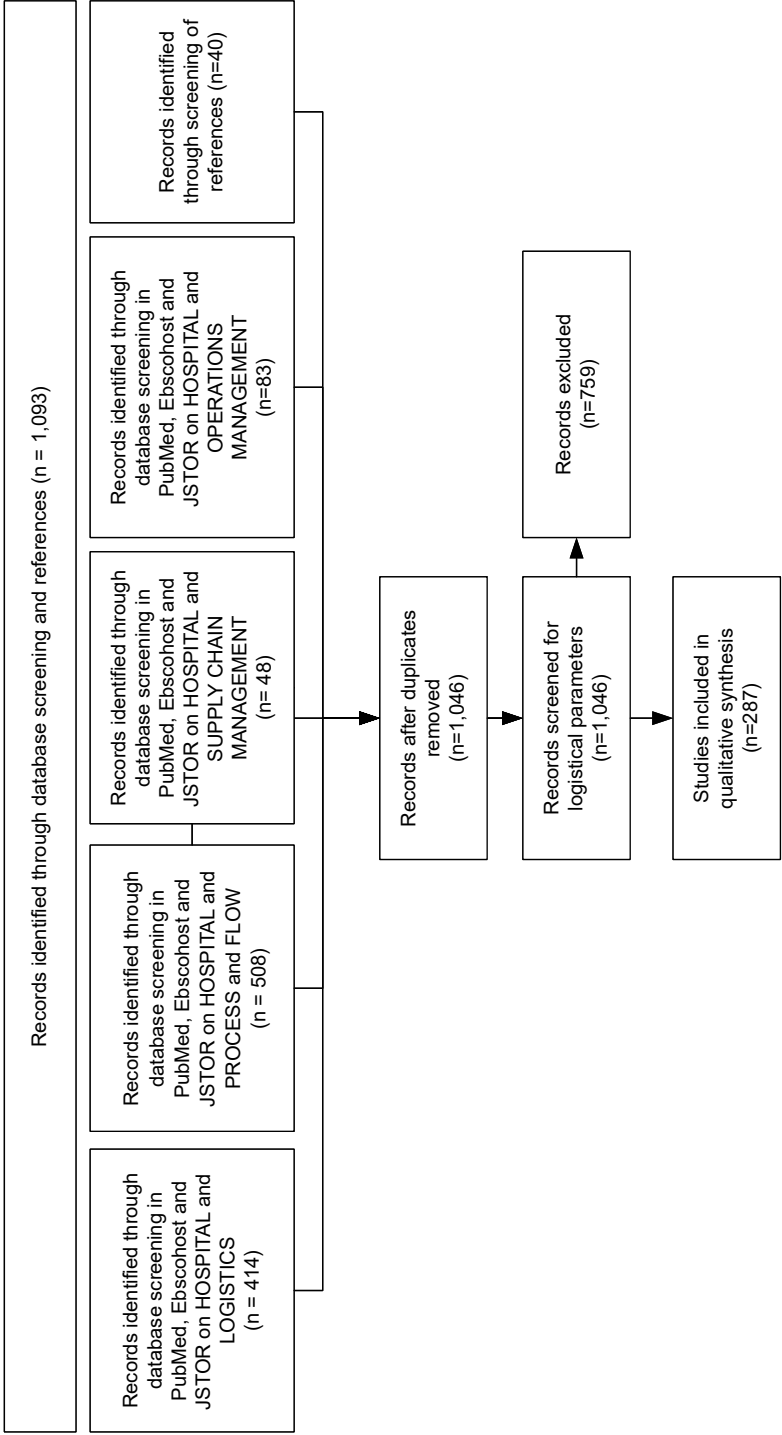 Records identified through database screening and references (n = 1,093)
Records identified through
database screening in
PubMed, Ebscohost and
JSTOR on HOSPITAL and
LOGISTICS
(n = 414)
Records identified through
database screening in
PubMed, Ebscohost and
JSTOR on HOSPITAL and
PROCESS and FLOW
(n = 508)
Records identified through
database screening in
PubMed, Ebscohost and
JSTOR on HOSPITAL and
SUPPLY CHAIN
MANAGEMENT
(n= 48)
Records identified through
database screening in
PubMed, Ebscohost and
JSTOR on HOSPITAL and
OPERATIONS
MANAGEMENT
(n=83)
Records identified
through screening of
references (n=40)
Records after duplicates
removed
(n=1,046)
Records screened for
logistical parameters
(n=1,046)
Records excluded
(n=759)
Studies included in
qualitative synthesis
(n=287)